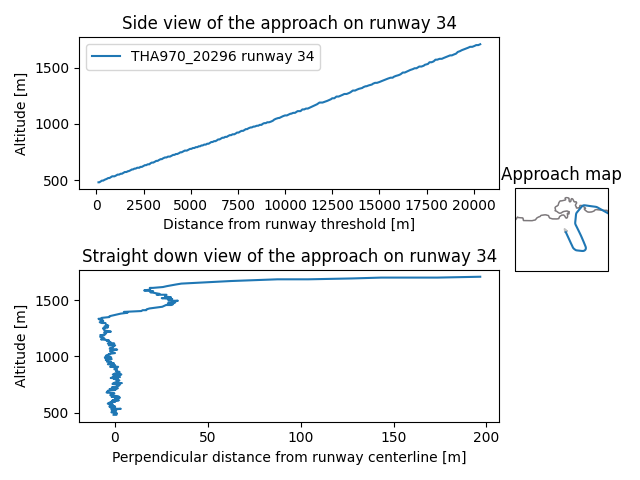 Side view of the approach on runway 34
THA970_20296 runway 34
Altitude [m]
1500
1000
500
0 2500 5000 7500 10000 12500 15000 17500 20000
Distance from runway threshold [m]
Approach map
Straight down view of the approach on runway 34
Altitude [m]
1500
1000
500
0 50 100 150 200
Perpendicular distance from runway centerline [m]